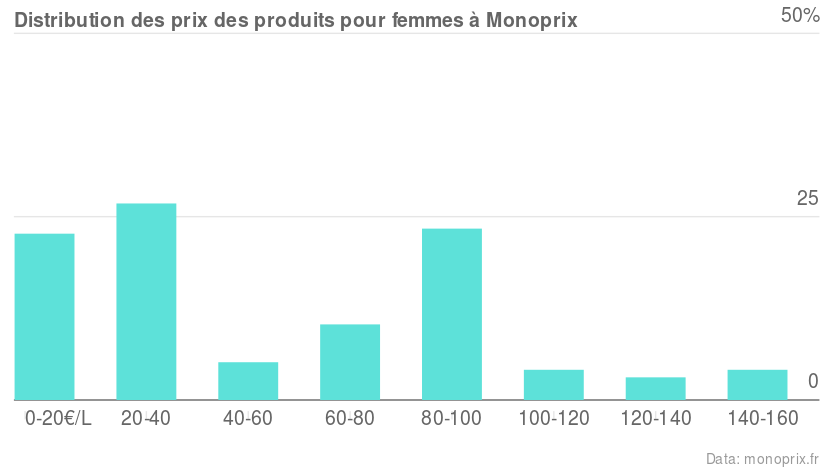 Distribution des prix des produits pour femmes à Monoprix
50%
25
0
0-20€/L 20-40 40-60 60-80 80-100 100-120 120-140 140-160
Data: monoprix.fr